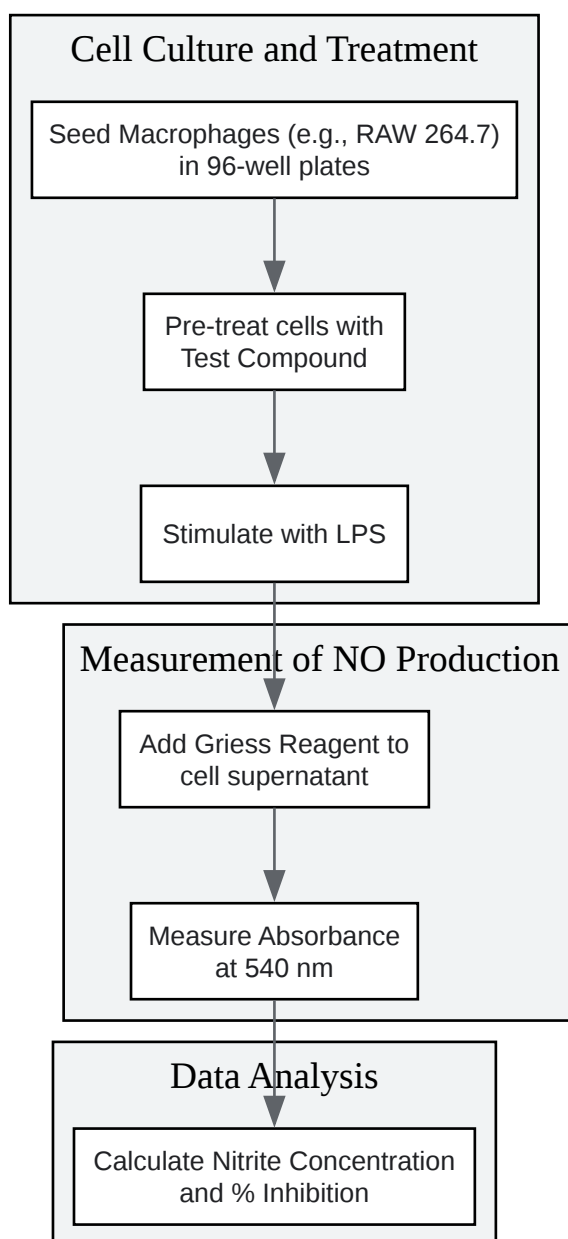 Cell Culture and Treatment
Seed Macrophages (e.g., RAW 264.7)
in 96-well plates
Pre-treat cells with
Test Compound
Stimulate with LPS
Measurement of NO Production
Add Griess Reagent to
cell supernatant
Measure Absorbance
at 540 nm
Data Analysis
Calculate Nitrite Concentration
and % Inhibition